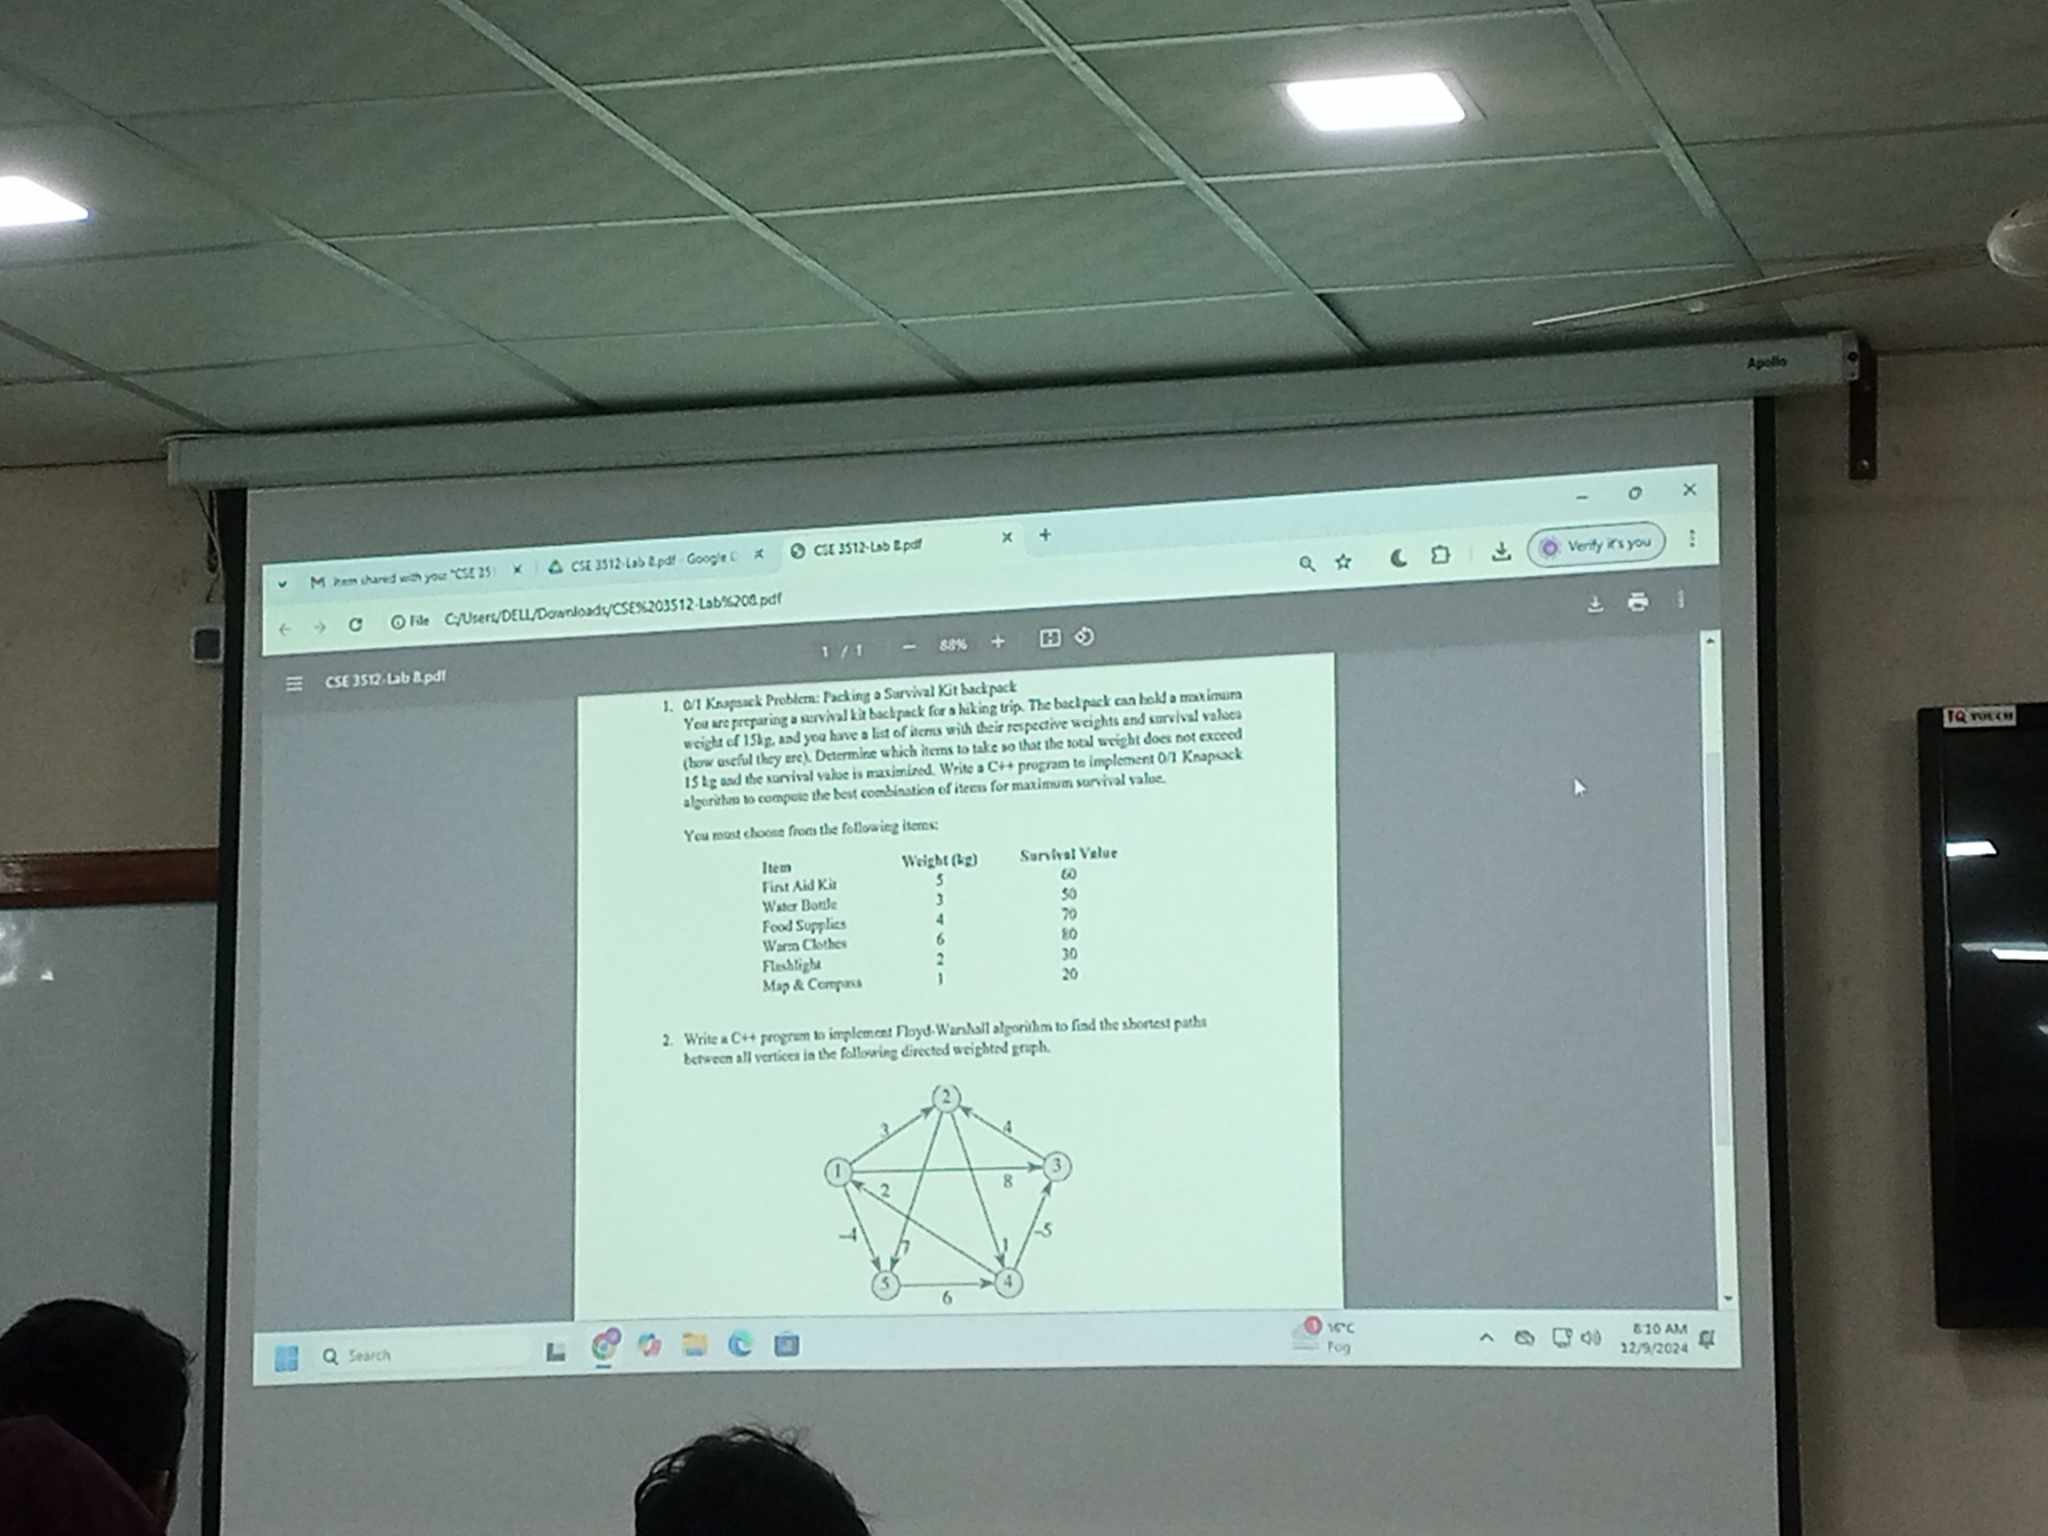 Apollo
Item shared with you: "CSE 35
CSE 3512-Lab 8.pdf - Google D
CSE 3512-Lab 8.pdf
File C:/Users/DELL/Downloads/CSE%203512-Lab%208.pdf
Verify it's you
CSE 3512-Lab 8.pdf
1 / 1
88%
1. 0/1 Knapsack Problem: Packing a Survival Kit backpack
You are preparing a survival kit backpack for a hiking trip. The backpack can hold a maximum
weight of 15kg, and you have a list of items with their respective weights and survival values
(how useful they are). Determine which items to take so that the total weight does not exceed
15 kg and the survival value is maximized. Write a C++ program to implement 0/1 Knapsack
algorithm to compute the best combination of items for maximum survival value.
You must choose from the following items:
Item Weight (kg) Survival Value
First Aid Kit 5 60
Water Bottle 3 50
Food Supplies 4 70
Warm Clothes 6 80
Flashlight 2 30
Map & Compass 1 20
2. Write a C++ program to implement Floyd-Warshall algorithm to find the shortest paths
between all vertices in the following directed weighted graph.
2
3 4
1 3
2 8
-4 7 1 -5
5 4
6
Search
16°C
Fog
8:10 AM
12/9/2024
TOUCH